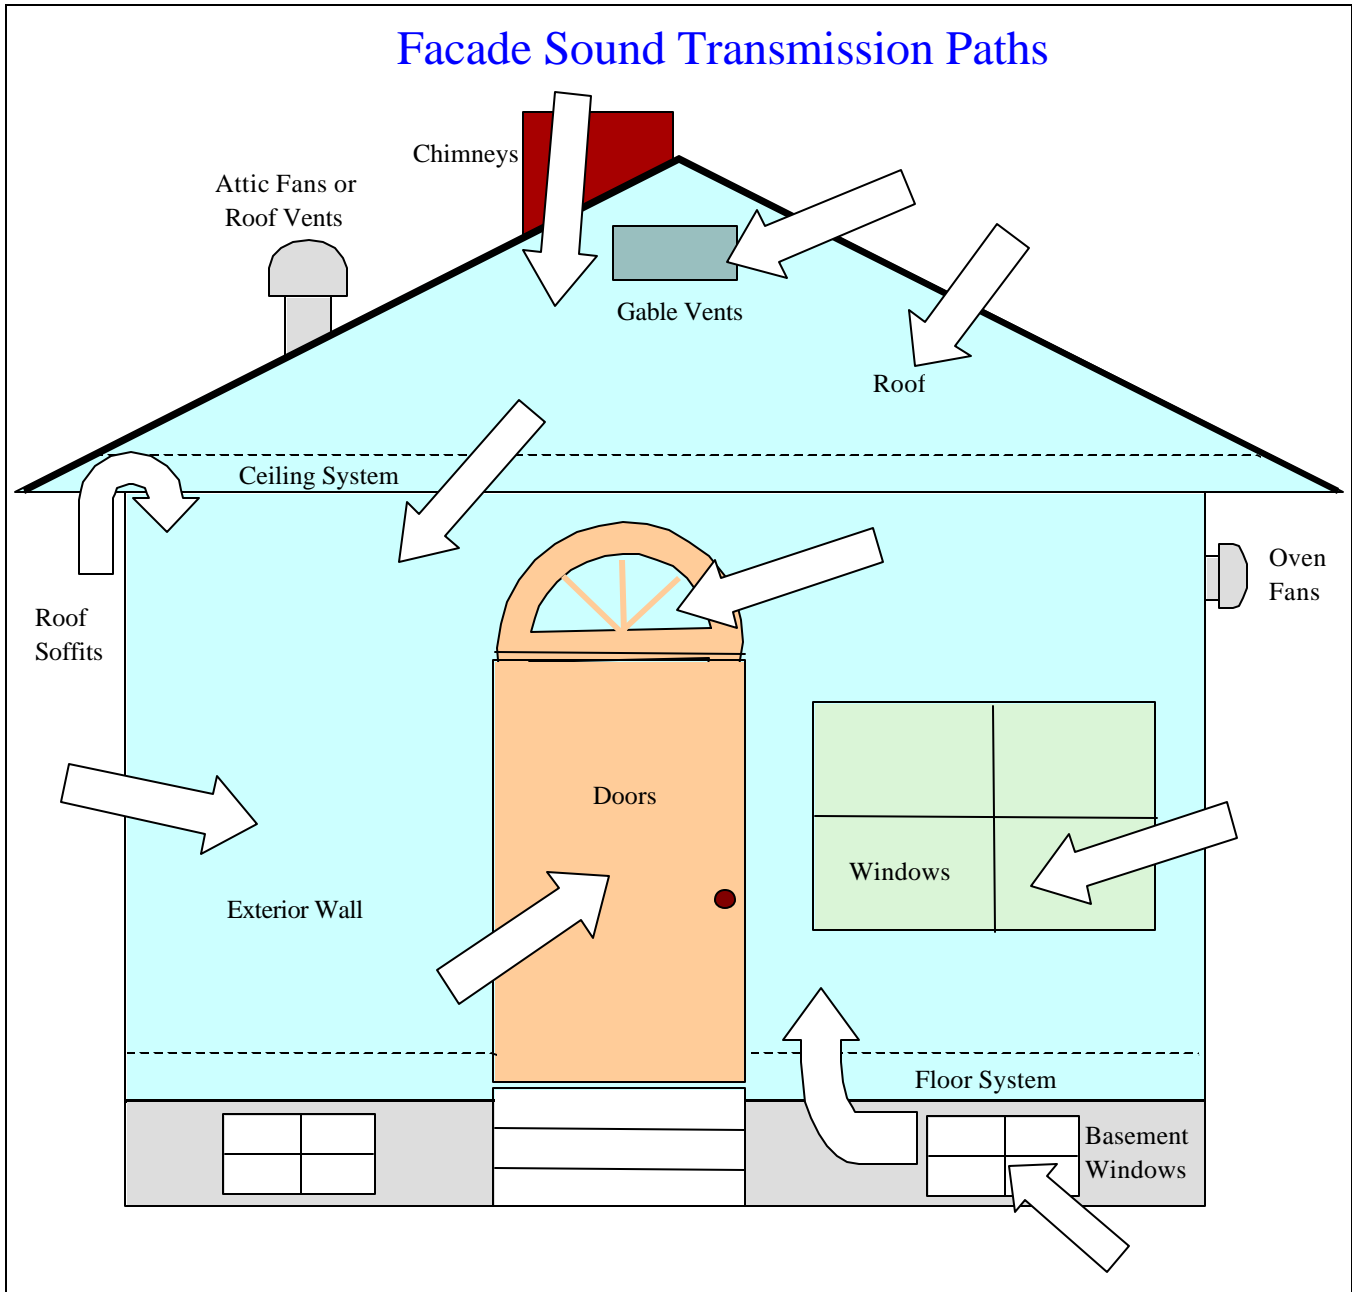 Facade Sound Transmission Paths
Chimneys
Attic Fans or
Roof Vents
Gable Vents
Roof
Ceiling System
Oven
Fans
Roof
Soffits
Doors
Windows
Exterior Wall
Floor System
Basement
Windows